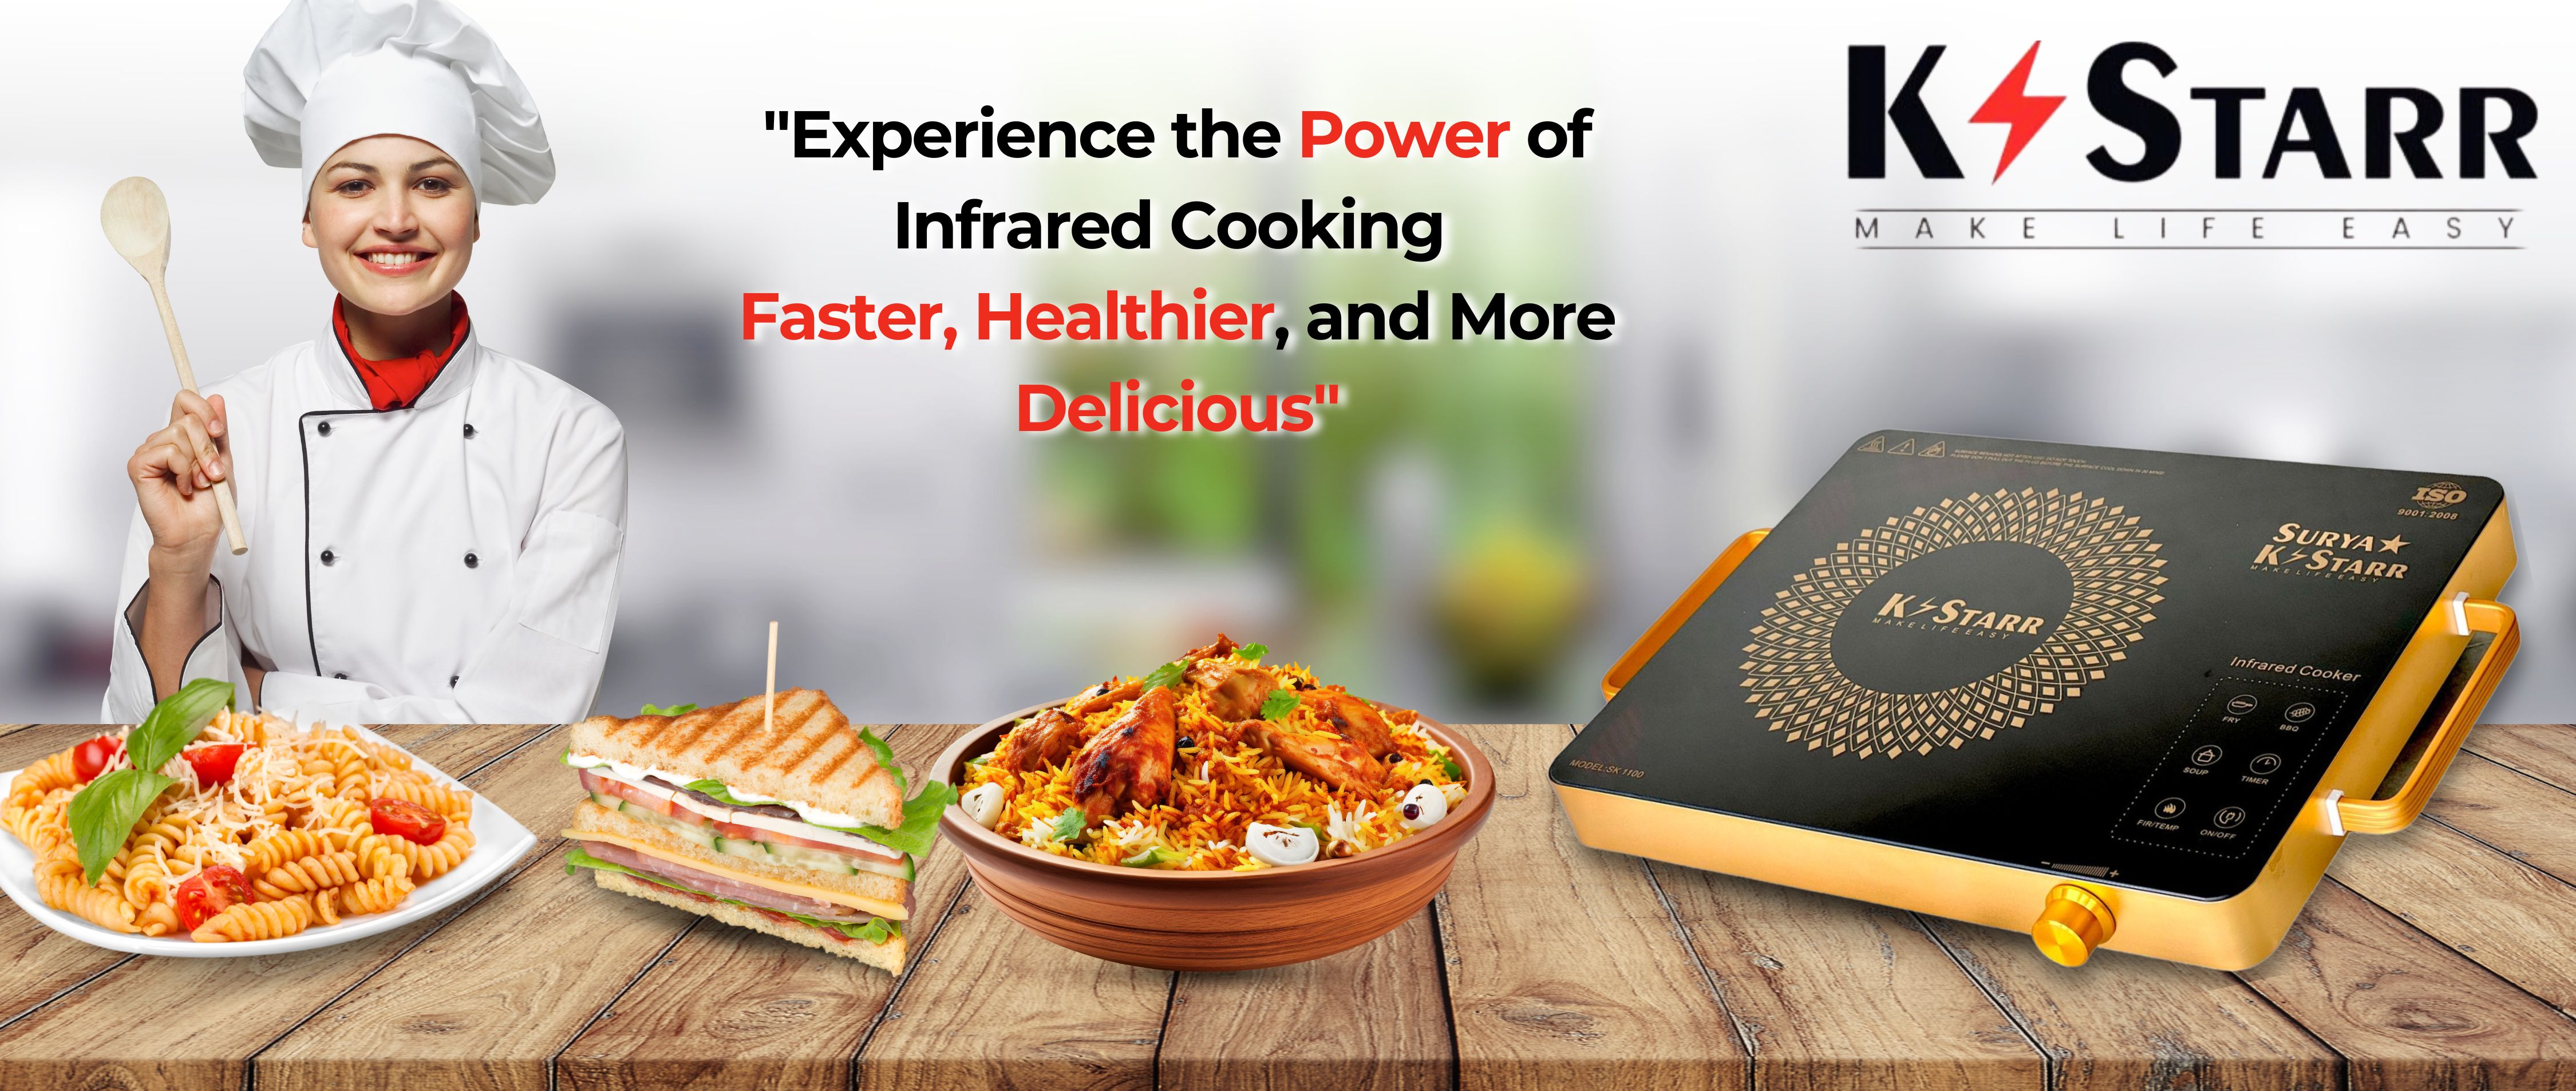 "Experience the Power of
Infrared Cooking
Faster, Healthier, and More
Delicious"
K STARR
MAKE LIFE EASY
ISO
9001:2008
SURYA
K STARR
MAKE LIFE EASY
K STARR
MAKE LIFE EASY
Infrared Cooker
FRY
BBQ
SOUP
TIMER
FIR/TEMP
ON/OFF
MODEL:SK 1100
- +